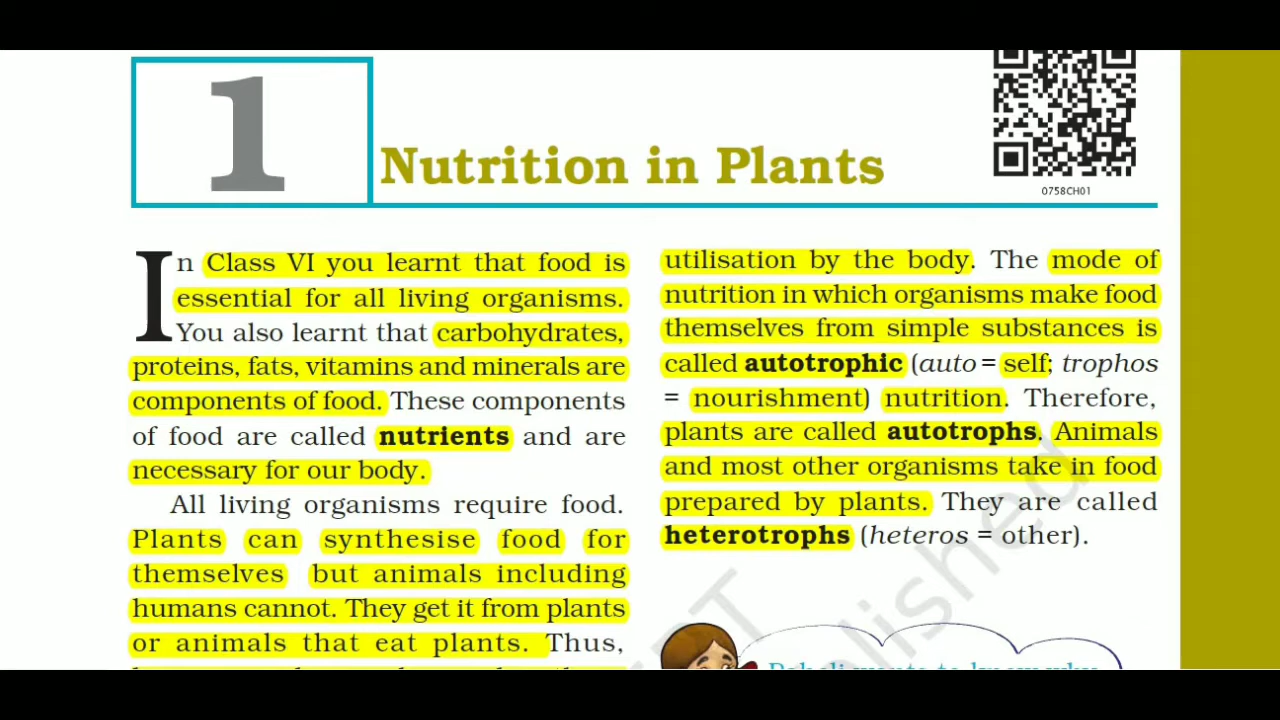 1
Nutrition in Plants
0758CH01
In Class VI you learnt that food is
essential for all living organisms.
You also learnt that carbohydrates,
proteins, fats, vitamins and minerals are
components of food. These components
of food are called nutrients and are
necessary for our body.
All living organisms require food.
Plants can synthesise food for
themselves but animals including
humans cannot. They get it from plants
or animals that eat plants. Thus,
utilisation by the body. The mode of
nutrition in which organisms make food
themselves from simple substances is
called autotrophic (auto = self; trophos
= nourishment) nutrition. Therefore,
plants are called autotrophs. Animals
and most other organisms take in food
prepared by plants. They are called
heterotrophs (heteros = other).
Paheli wants to know why